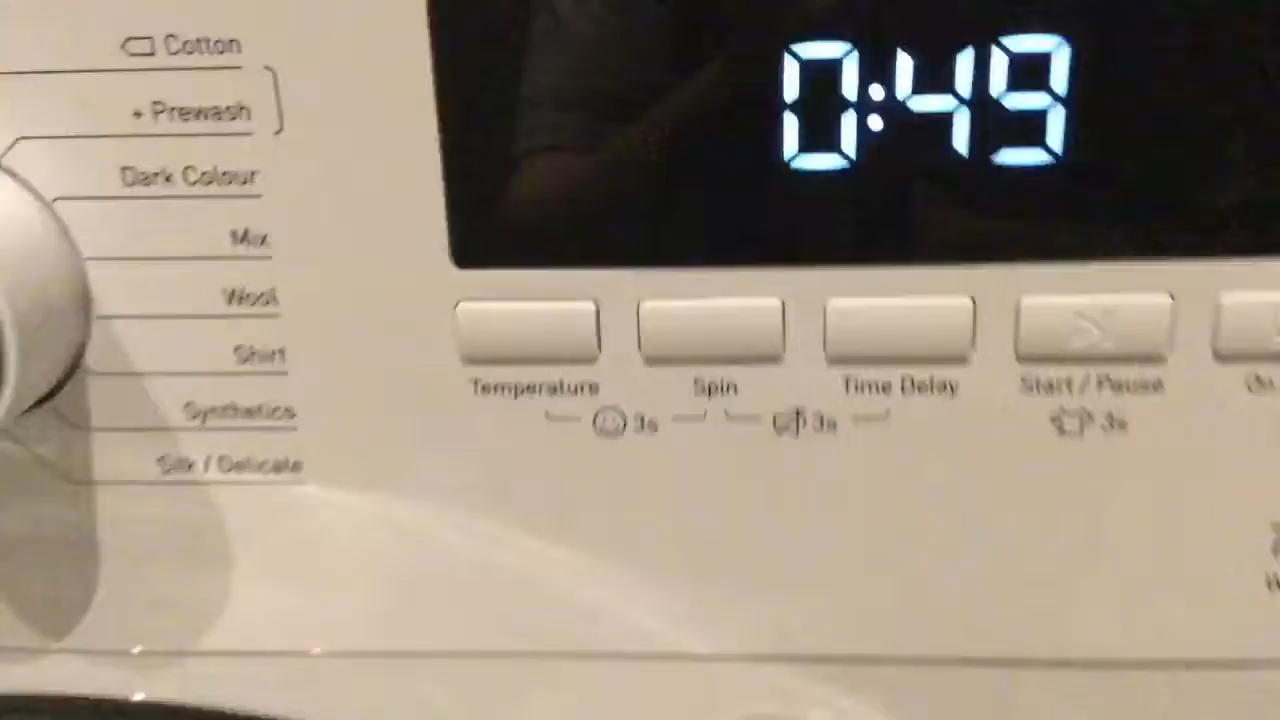 Cotton
+ Prewash
Dark Colour
Mix
Wool
Shirt
Synthetics
Silk / Delicate
0:49
Temperature
Spin
Time Delay
Start / Pause
3s
3s
3s